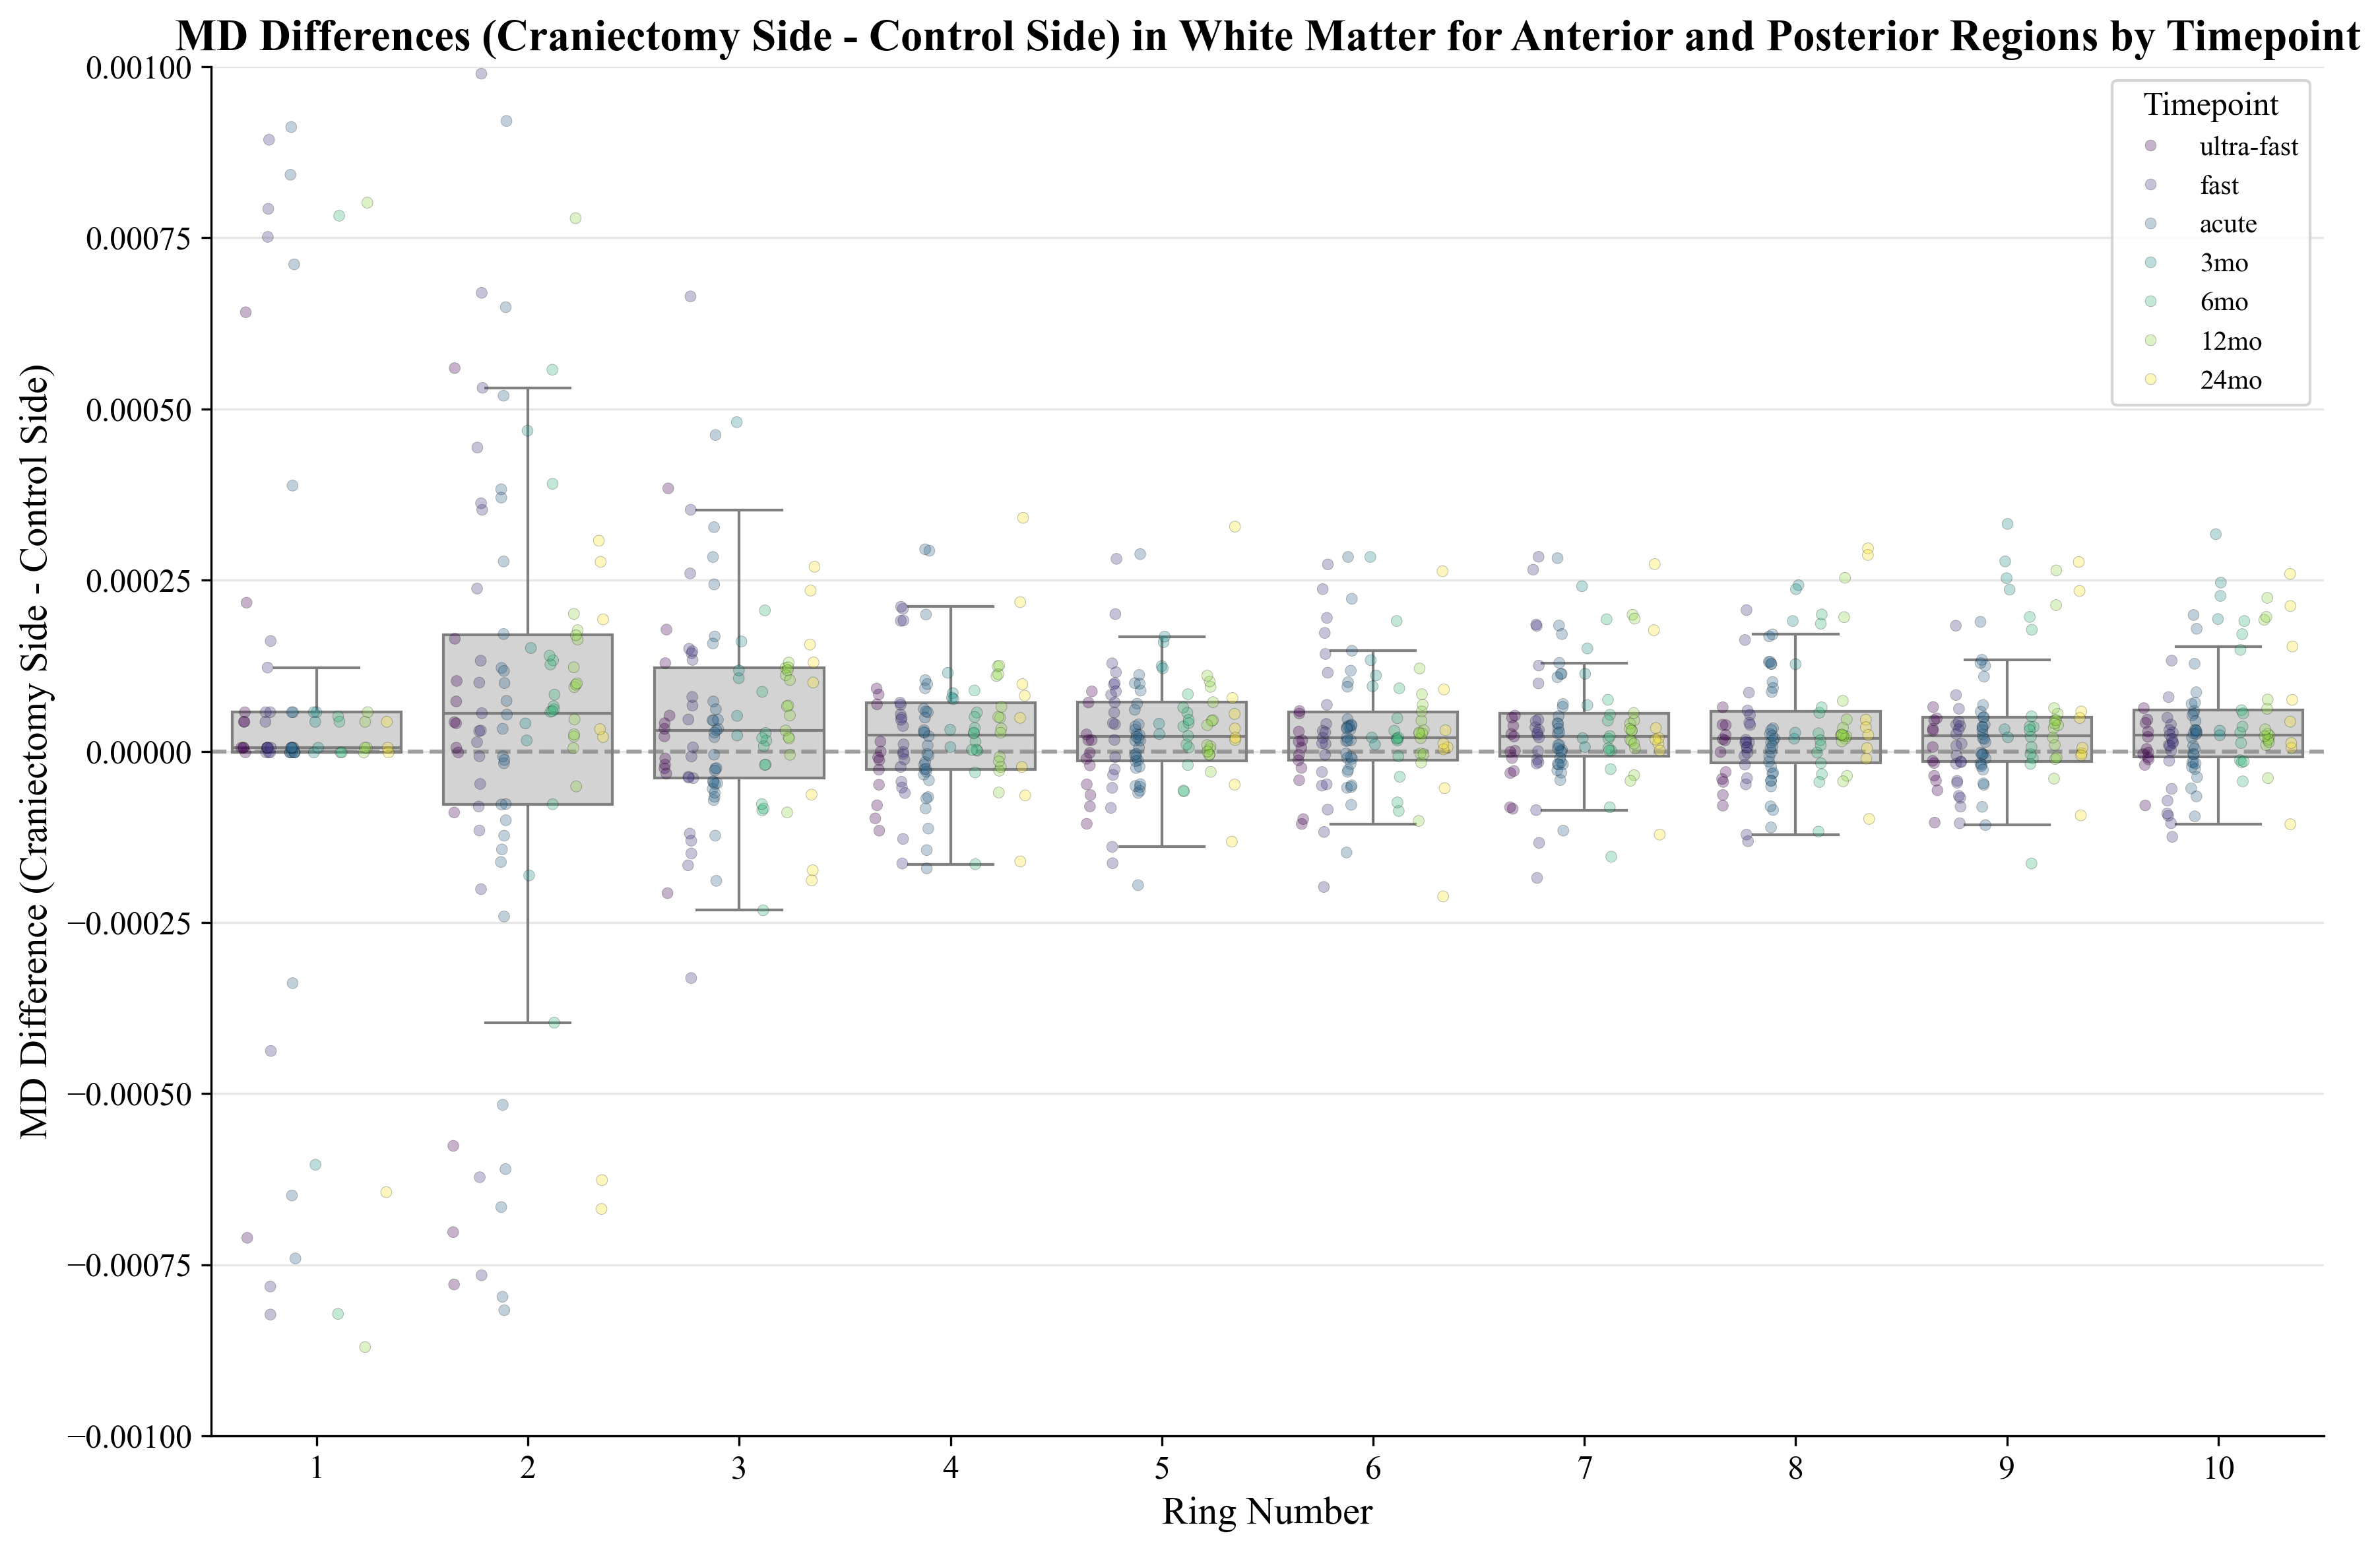 MD Differences (Craniectomy Side - Control Side) in White Matter for Anterior and Posterior Regions by Timepoint
MD Difference (Craniectomy Side - Control Side)
0.00100
0.00075
0.00050
0.00025
0.00000
−0.00025
−0.00050
−0.00075
−0.00100
Timepoint
ultra-fast
fast
acute
3mo
6mo
12mo
24mo
1 2 3 4 5 6 7 8 9 10
Ring Number